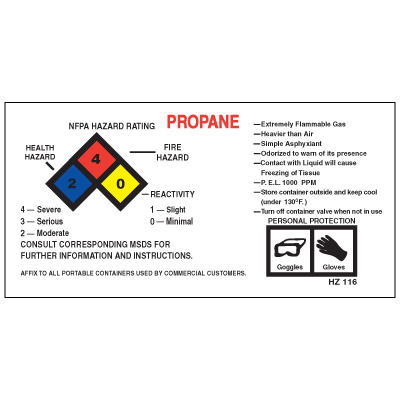 NFPA HAZARD RATING
PROPANE
HEALTH
HAZARD
4
2
0
FIRE
HAZARD
REACTIVITY
4 — Severe
3 — Serious
2 — Moderate
1 — Slight
0 — Minimal
CONSULT CORRESPONDING MSDS FOR
FURTHER INFORMATION AND INSTRUCTIONS.
AFFIX TO ALL PORTABLE CONTAINERS USED BY COMMERCIAL CUSTOMERS.
—Extremely Flammable Gas
—Heavier than Air
—Simple Asphyxiant
—Odorized to warn of its presence
—Contact with Liquid will cause
Freezing of Tissue
—P. E.L. 1000 PPM
—Store container outside and keep cool
(under 130°F.)
—Turn off container valve when not in use
PERSONAL PROTECTION
Goggles
Gloves
HZ 116